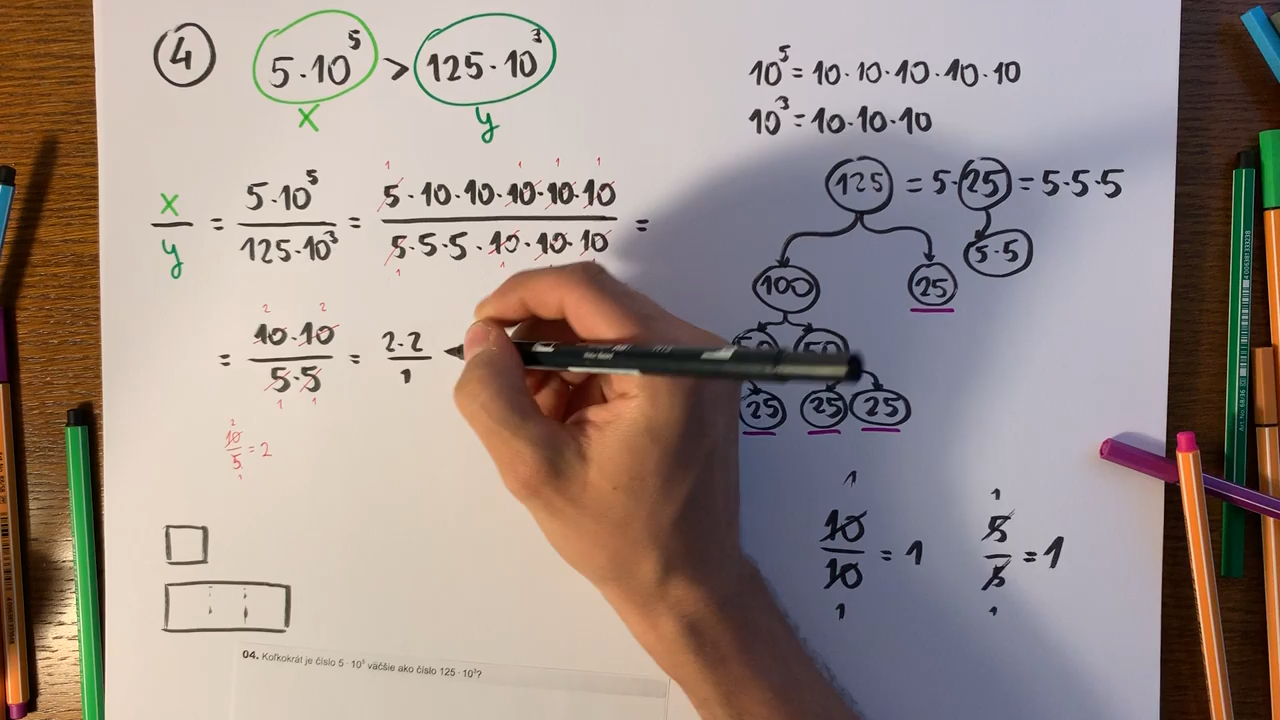 ④ 5·10⁵ > 125·10³
x y
x/y = 5·10⁵/125·10³ = 5·10·10·10·10·10/5·5·5·10·10·10 =
= 10·10/5·5 = 2·2/1
10/5 = 2
10⁵ = 10·10·10·10·10
10³ = 10·10·10
125 = 5·25 = 5·5·5
5·5
100 25
50 50
25 25 25
10/10 = 1 5/5 = 1
04. Koľkokrát je číslo 5 · 10⁵ väčšie ako číslo 125 · 10³?